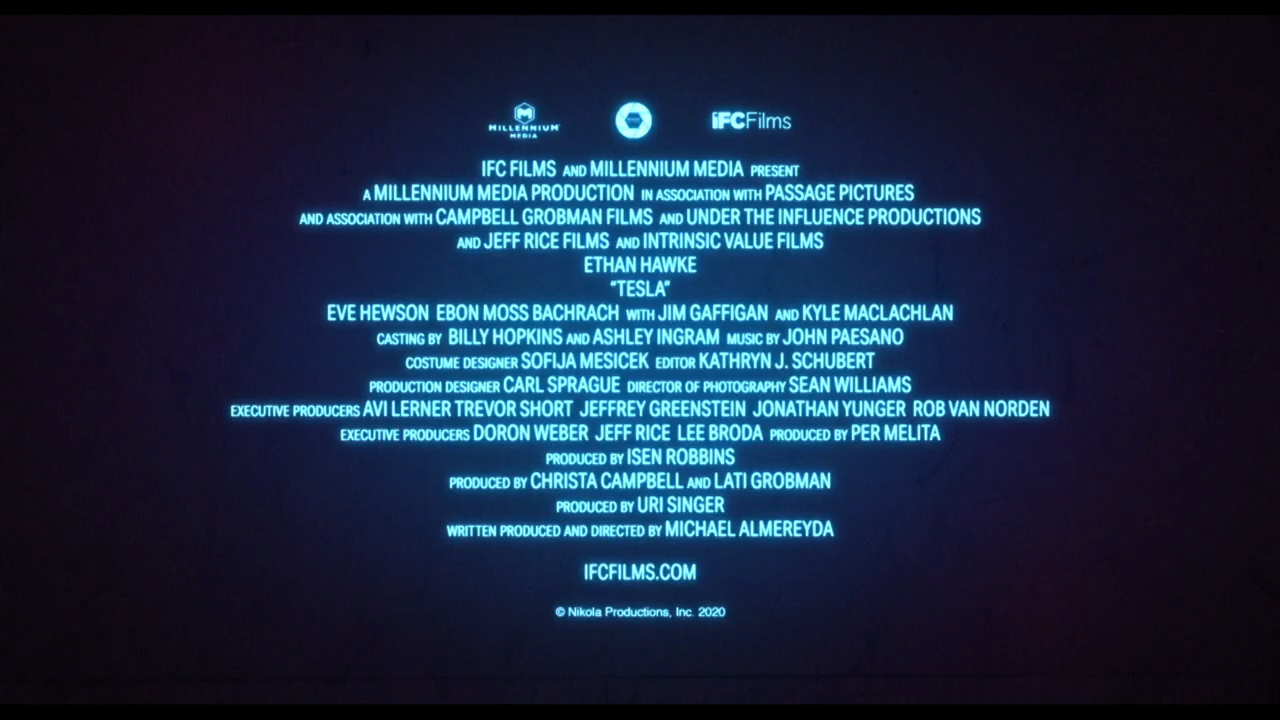 MILLENNIUM
MEDIA
IFC Films
IFC FILMS AND MILLENNIUM MEDIA PRESENT
A MILLENNIUM MEDIA PRODUCTION IN ASSOCIATION WITH PASSAGE PICTURES
AND ASSOCIATION WITH CAMPBELL GROBMAN FILMS AND UNDER THE INFLUENCE PRODUCTIONS
AND JEFF RICE FILMS AND INTRINSIC VALUE FILMS
ETHAN HAWKE
"TESLA"
EVE HEWSON EBON MOSS BACHRACH WITH JIM GAFFIGAN AND KYLE MACLACHLAN
CASTING BY BILLY HOPKINS AND ASHLEY INGRAM MUSIC BY JOHN PAESANO
COSTUME DESIGNER SOFIJA MESICEK EDITOR KATHRYN J. SCHUBERT
PRODUCTION DESIGNER CARL SPRAGUE DIRECTOR OF PHOTOGRAPHY SEAN WILLIAMS
EXECUTIVE PRODUCERS AVI LERNER TREVOR SHORT JEFFREY GREENSTEIN JONATHAN YUNGER ROB VAN NORDEN
EXECUTIVE PRODUCERS DORON WEBER JEFF RICE LEE BRODA PRODUCED BY PER MELITA
PRODUCED BY ISEN ROBBINS
PRODUCED BY CHRISTA CAMPBELL AND LATI GROBMAN
PRODUCED BY URI SINGER
WRITTEN PRODUCED AND DIRECTED BY MICHAEL ALMEREYDA
IFCFILMS.COM
© Nikola Productions, Inc. 2020